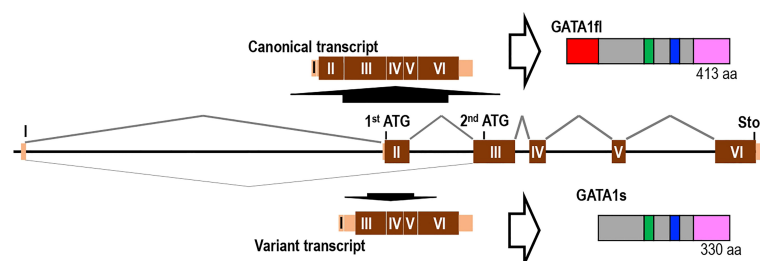 GATA1fl
Canonical transcript
I II III IV V VI
413 aa
1st ATG 2nd ATG Sto
I
II III IV V VI
GATA1s
I III IV V VI
Variant transcript
330 aa